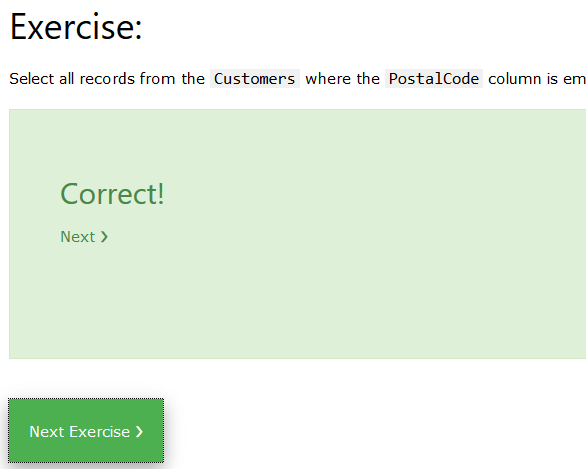 Exercise:
Select all records from the Customers where the PostalCode column is em
Correct!
Next ❯
Next Exercise ❯